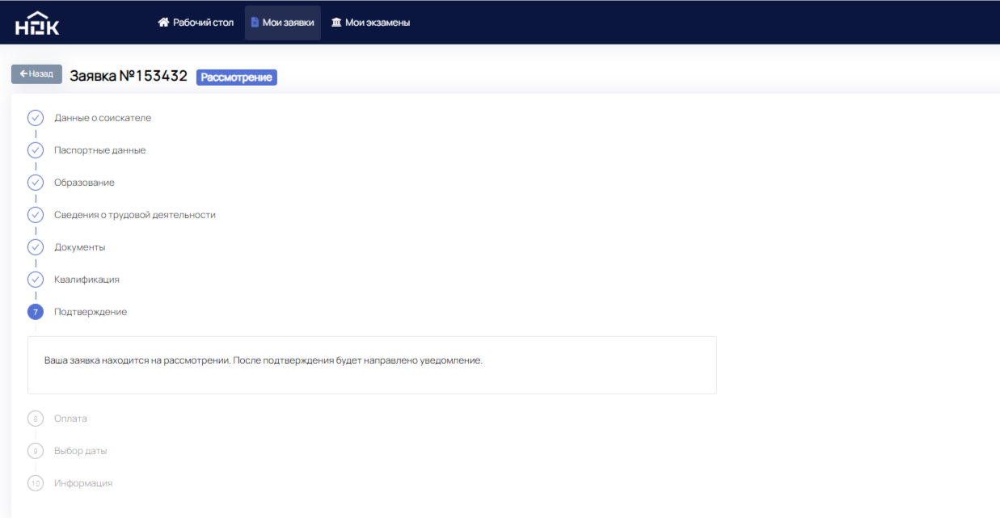 НОК
Рабочий стол
Мои заявки
Мои экзамены
Назад
Заявка №153432
Рассмотрение
Данные о соискателе
Паспортные данные
Образование
Сведения о трудовой деятельности
Документы
Квалификация
7 Подтверждение
Ваша заявка находится на рассмотрении. После подтверждения будет направлено уведомление.
8 Оплата
9 Выбор даты
10 Информация